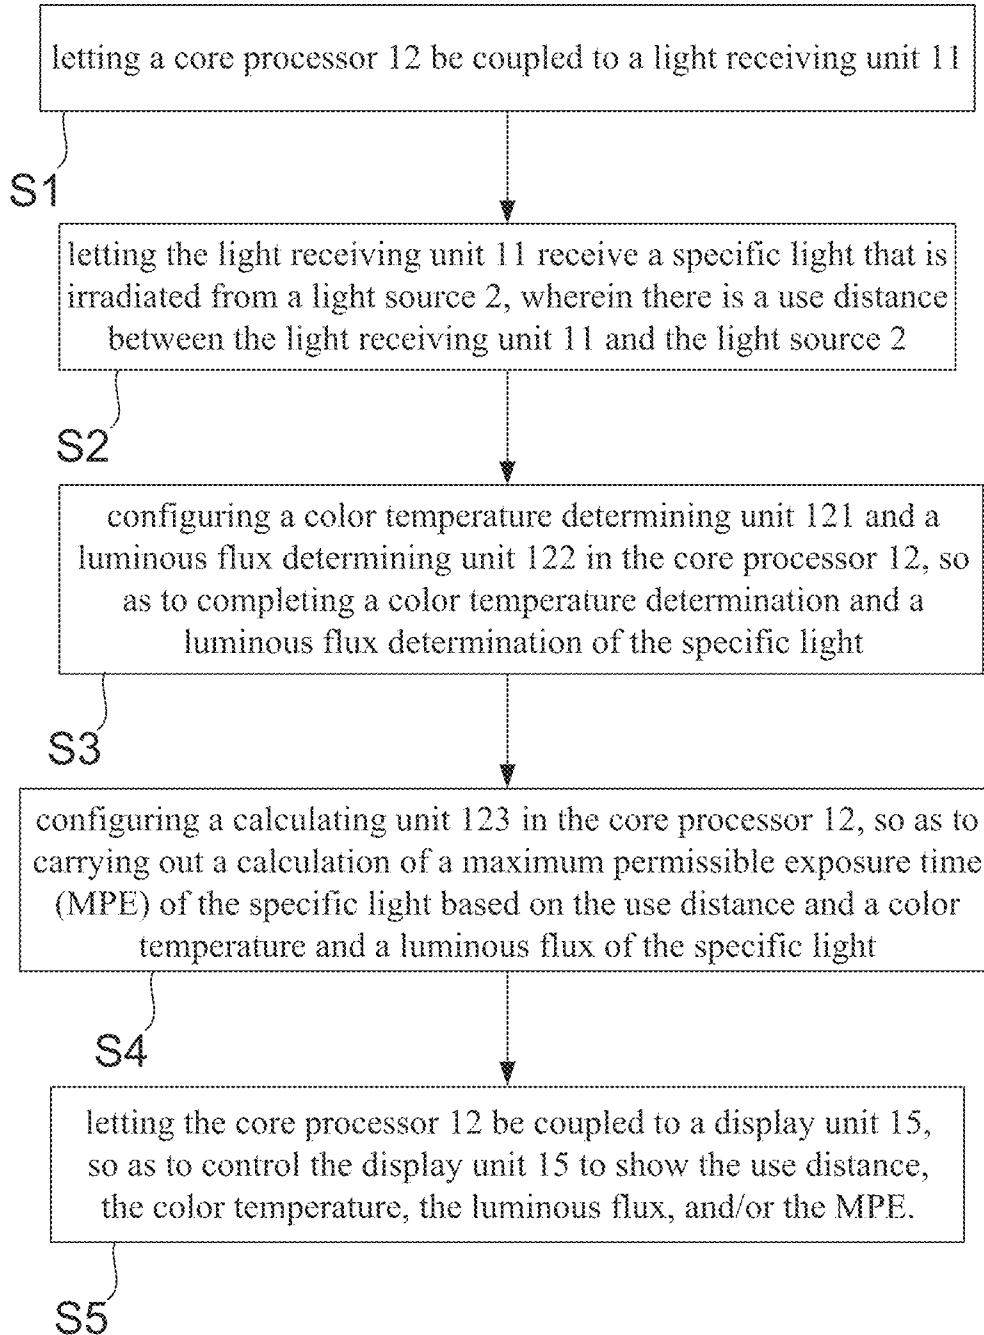 letting a core processor 12 be coupled to a light receiving unit 11
S1
letting the light receiving unit 11 receive a specific light that is
irradiated from a light source 2, wherein there is a use distance
between the light receiving unit 11 and the light source 2
S2
configuring a color temperature determining unit 121 and a
luminous flux determining unit 122 in the core processor 12, so
as to completing a color temperature determination and a
luminous flux determination of the specific light
S3
configuring a calculating unit 123 in the core processor 12, so as to
carrying out a calculation of a maximum permissible exposure time
(MPE) of the specific light based on the use distance and a color
temperature and a luminous flux of the specific light
S4
letting the core processor 12 be coupled to a display unit 15,
so as to control the display unit 15 to show the use distance,
the color temperature, the luminous flux, and/or the MPE.
S5